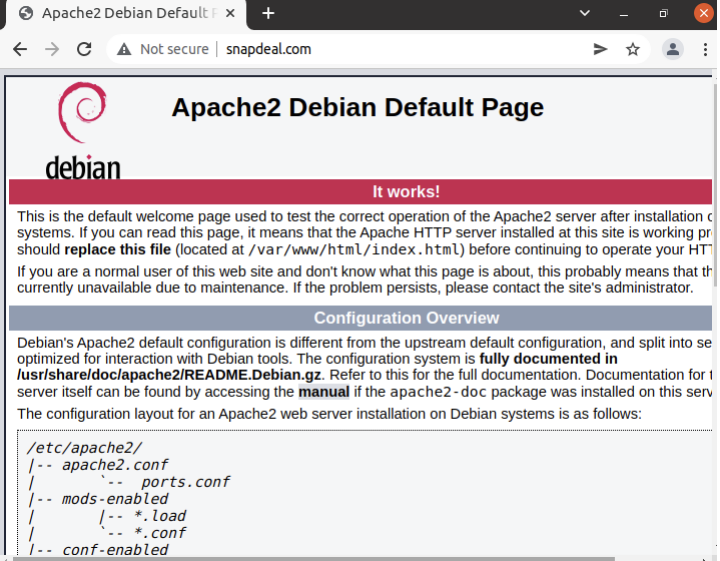 Apache2 Debian Default P
Not secure snapdeal.com
debian
Apache2 Debian Default Page
It works!
This is the default welcome page used to test the correct operation of the Apache2 server after installation
systems. If you can read this page, it means that the Apache HTTP server installed at this site is working pr
should replace this file (located at /var/www/html/index.html) before continuing to operate your HT
If you are a normal user of this web site and don't know what this page is about, this probably means that th
currently unavailable due to maintenance. If the problem persists, please contact the site's administrator.
Configuration Overview
Debian's Apache2 default configuration is different from the upstream default configuration, and split into se
optimized for interaction with Debian tools. The configuration system is fully documented in
/usr/share/doc/apache2/README.Debian.gz. Refer to this for the full documentation. Documentation for
server itself can be found by accessing the manual if the apache2-doc package was installed on this serv
The configuration layout for an Apache2 web server installation on Debian systems is as follows:
/etc/apache2/
|-- apache2.conf
|       `--  ports.conf
|-- mods-enabled
|       |-- *.load
|       `-- *.conf
|-- conf-enabled